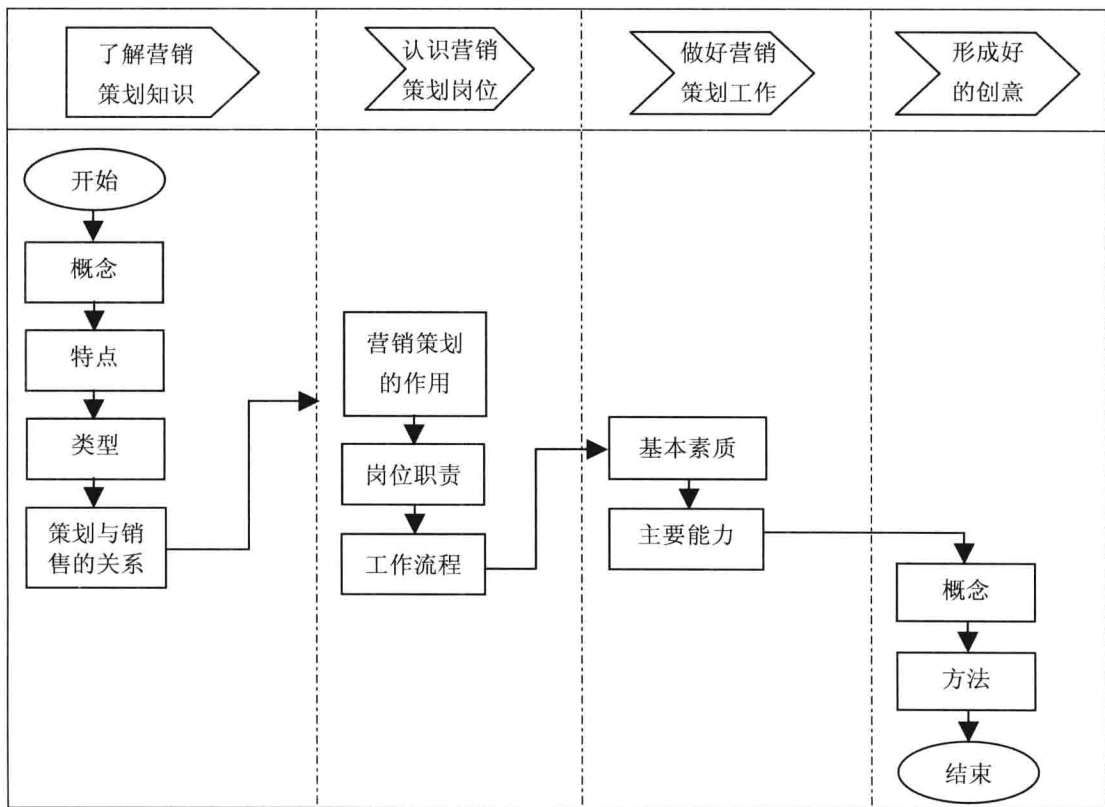 了解营销
策划知识
认识营销
策划岗位
做好营销
策划工作
形成好
的创意
开始
概念
特点
类型
策划与销
售的关系
营销策划
的作用
岗位职责
工作流程
基本素质
主要能力
概念
方法
结束